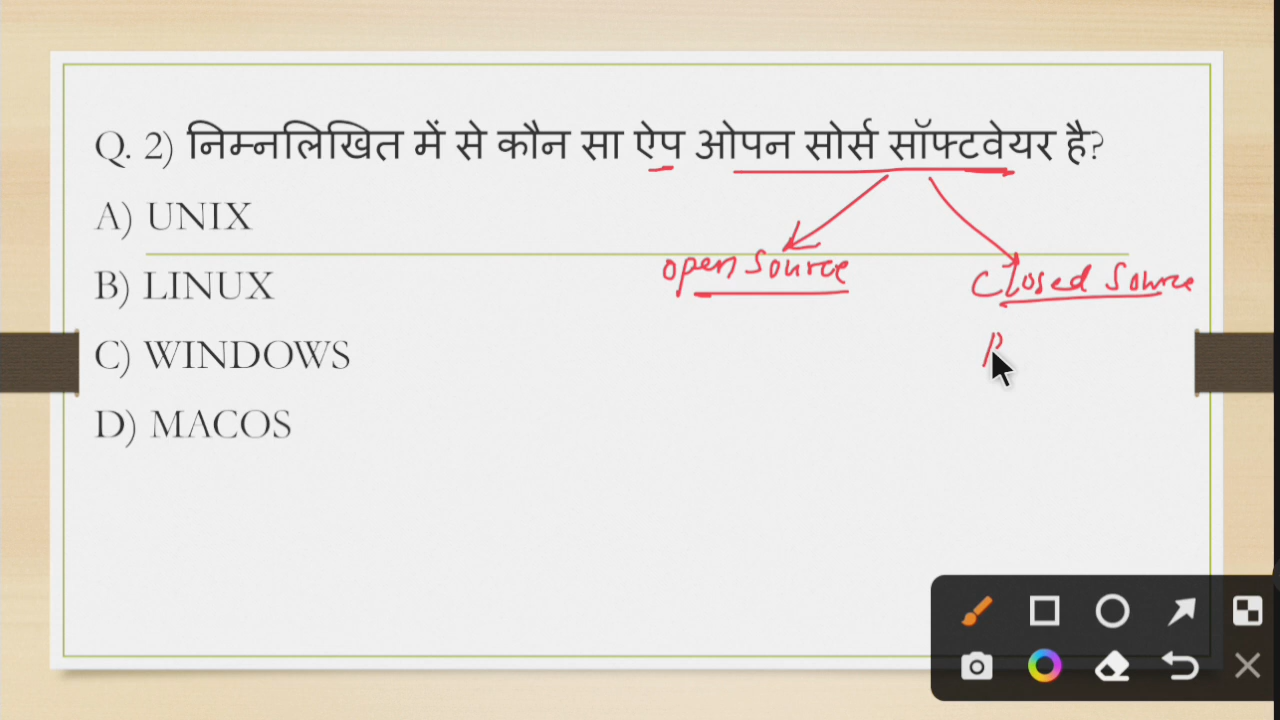 Q. 2) निम्नलिखित में से कौन सा ऐप ओपन सोर्स सॉफ्टवेयर है?
A) UNIX
B) LINUX
C) WINDOWS
D) MACOS
open Source
Closed Source